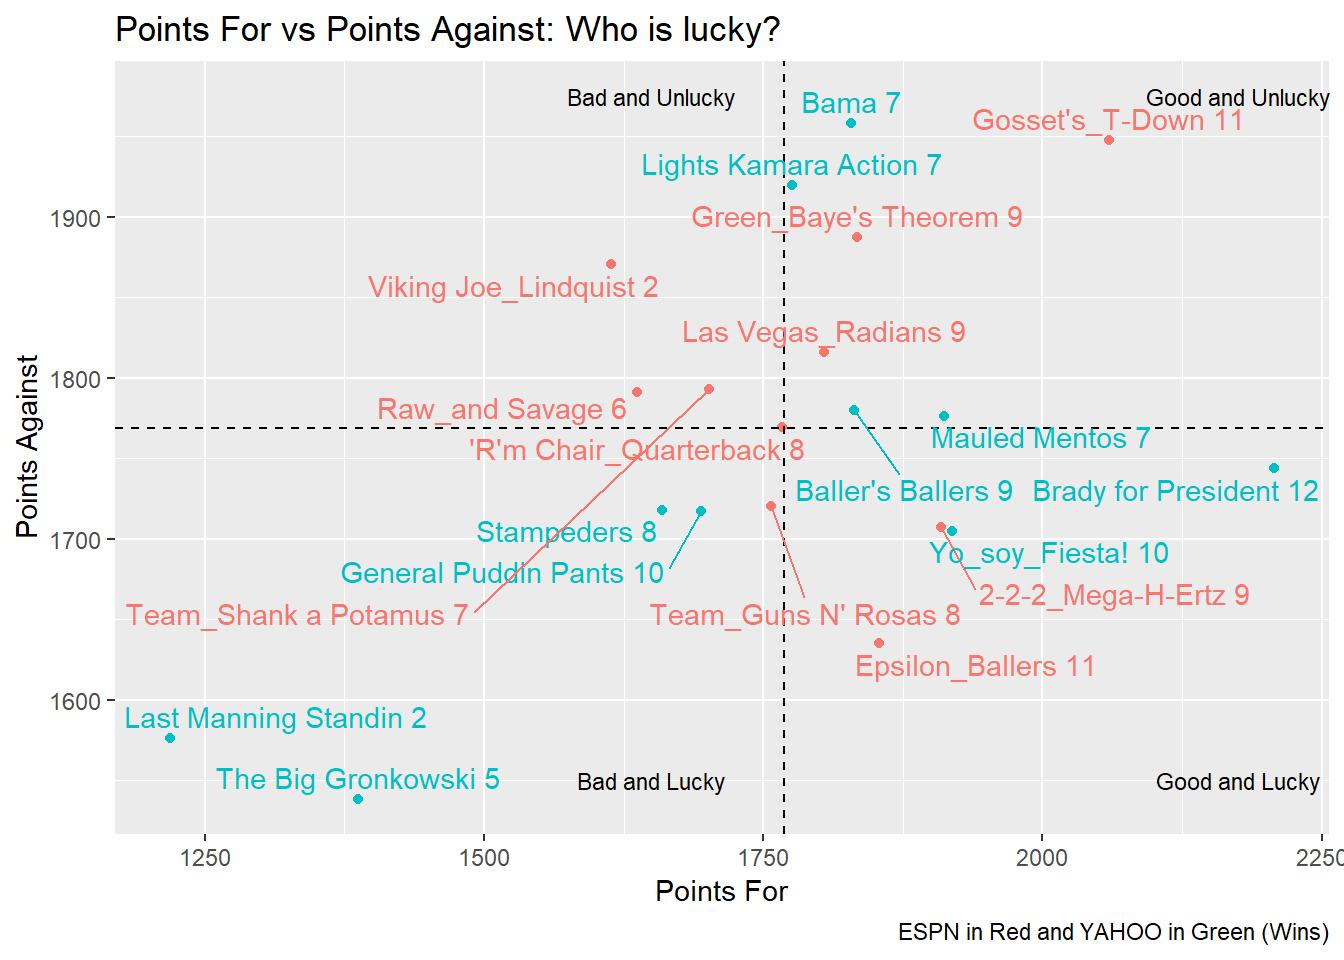 Points For vs Points Against: Who is lucky?
Bad and Unlucky
Bama 7
Good and Unlucky
Gosset's_T-Down 11
Lights Kamara Action 7
Green_Baye's Theorem 9
1900
Viking Joe_Lindquist 2
Las Vegas_Radians 9
1800
Raw_and Savage 6
Points Against
'R'm Chair_Quarterback 8
Mauled Mentos 7
Baller's Ballers 9
Brady for President 12
Stampeders 8
1700
Yo_soy_Fiesta! 10
General Puddin Pants 10
2-2-2_Mega-H-Ertz 9
Team_Shank a Potamus 7
Team_Guns N' Rosas 8
Epsilon_Ballers 11
1600
Last Manning Standin 2
The Big Gronkowski 5
Bad and Lucky
Good and Lucky
1250
1500
1750
2000
2250
Points For
ESPN in Red and YAHOO in Green (Wins)